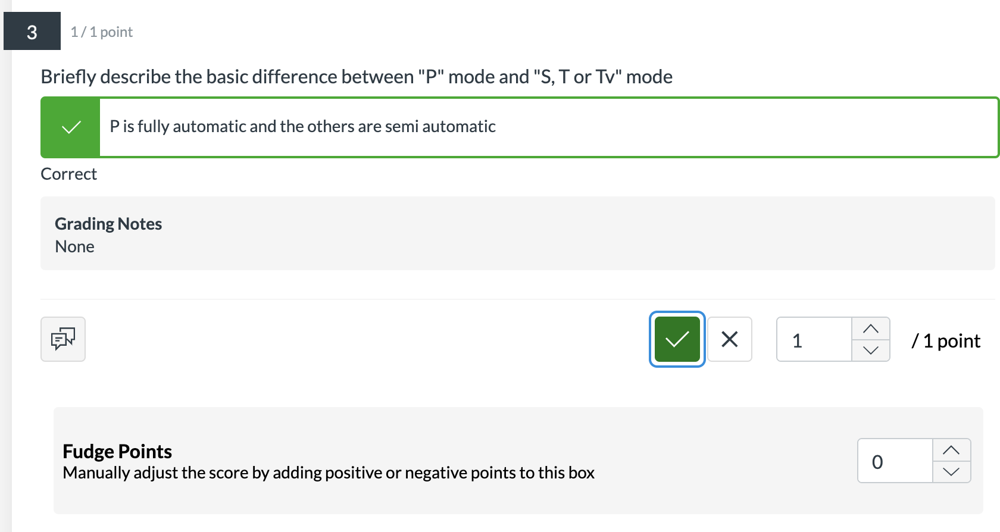 3
1 / 1 point
Briefly describe the basic difference between "P" mode and "S, T or Tv" mode
P is fully automatic and the others are semi automatic
Correct
Grading Notes
None
1
/ 1 point
Fudge Points
Manually adjust the score by adding positive or negative points to this box
0